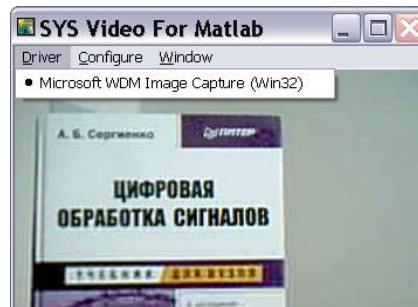 SYS Video For Matlab
Driver Configure Window
• Microsoft WDM Image Capture (Win32)
А. Б. Сергиенко ПИТЕР
ЦИФРОВАЯ
ОБРАБОТКА СИГНАЛОВ
УЧЕБНИК ДЛЯ ВУЗОВ